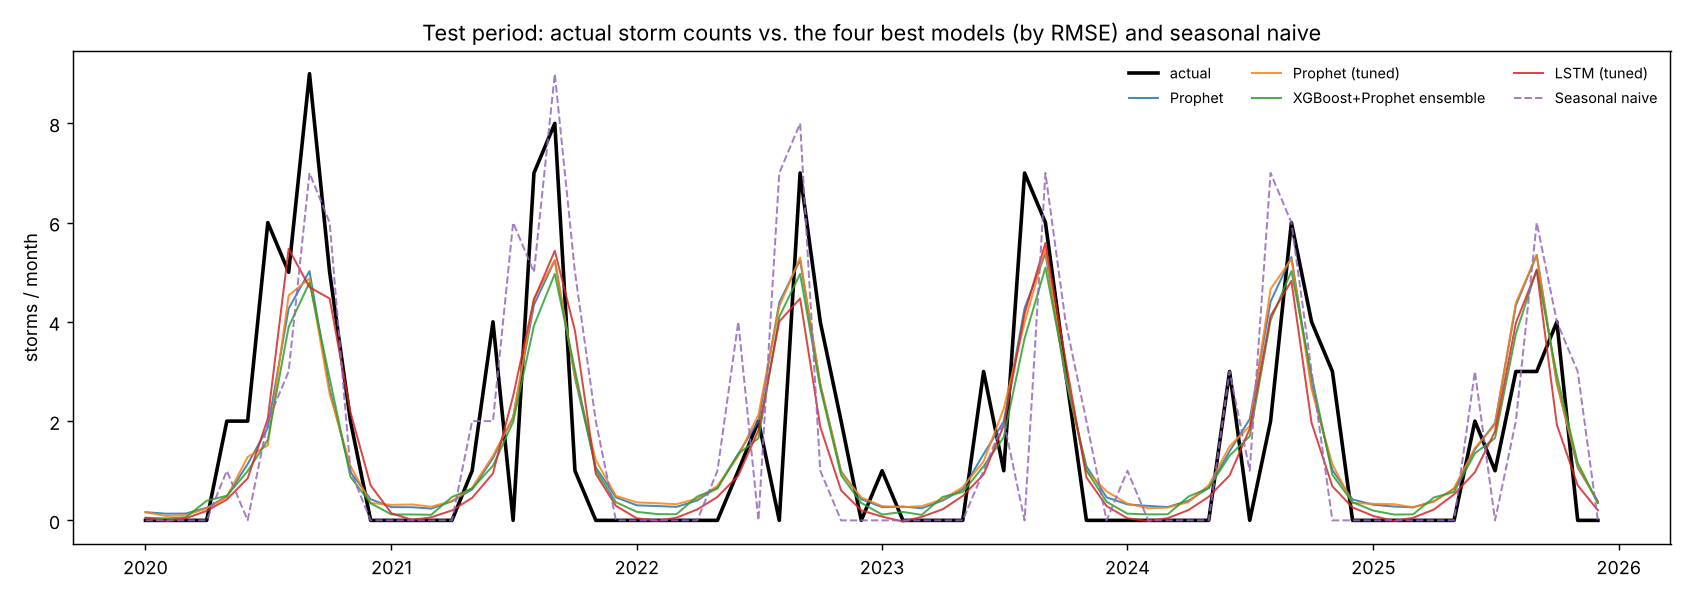 Test period: actual storm counts vs. the four best models (by RMSE) and seasonal naive
actual
Prophet
Prophet (tuned)
XGBoost+Prophet ensemble
LSTM (tuned)
Seasonal naive
storms / month
8
6
4
2
0
2020 2021 2022 2023 2024 2025 2026